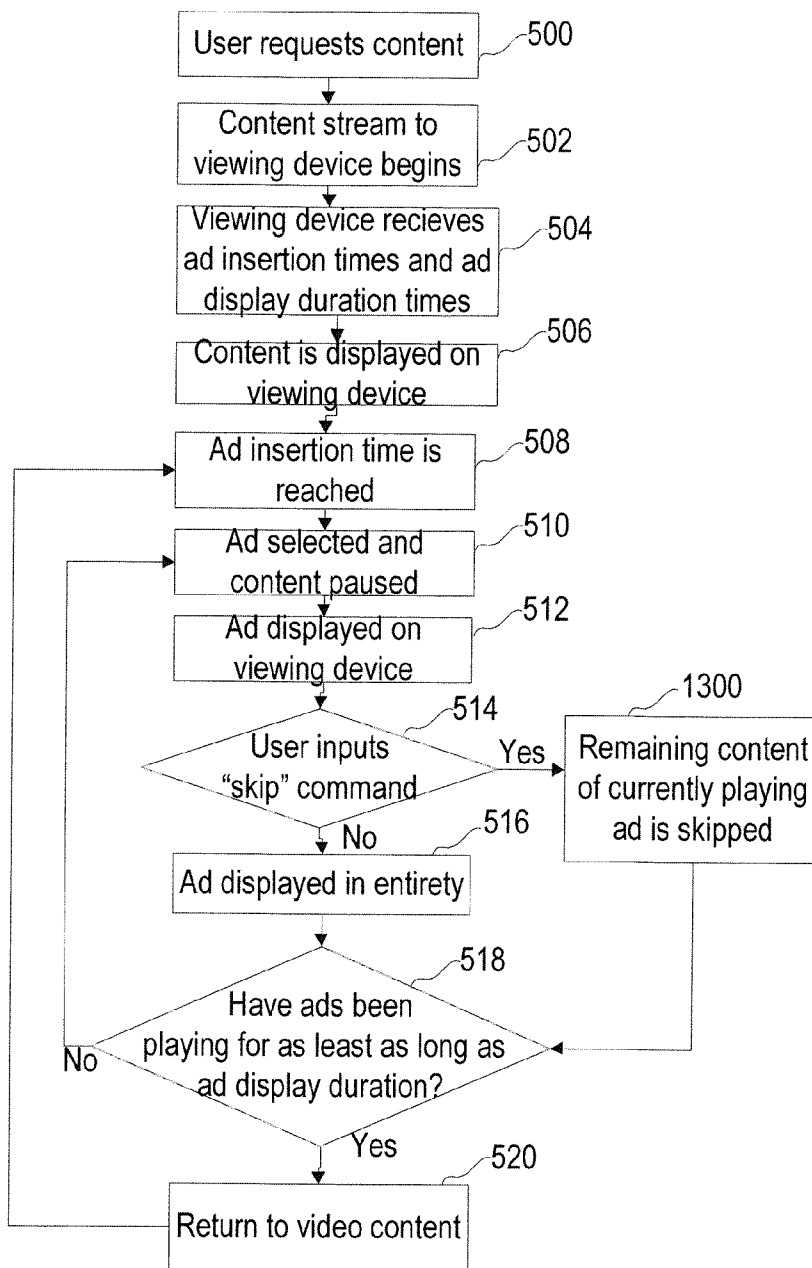 User requests content
500
Content stream to
viewing device begins
502
Viewing device recieves
ad insertion times and ad
display duration times
504
Content is displayed on
viewing device
506
Ad insertion time is
reached
508
Ad selected and
content paused
510
Ad displayed on
viewing device
512
User inputs
"skip" command
514
Yes
No
Remaining content
of currently playing
ad is skipped
1300
Ad displayed in entirety
516
Have ads been
playing for as least as long as
ad display duration?
518
No
Yes
Return to video content
520